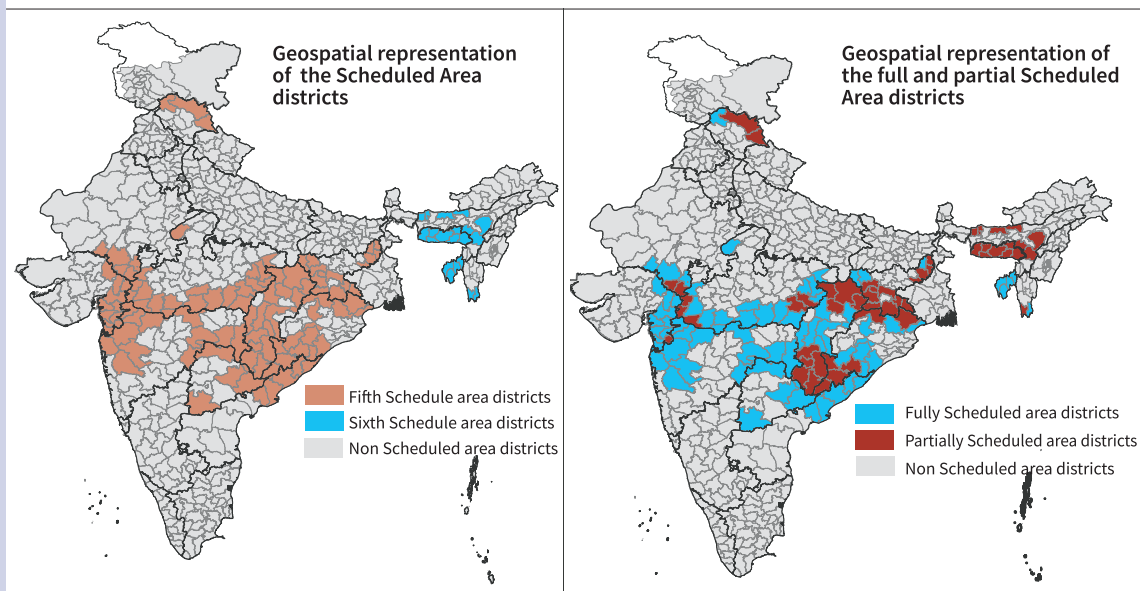 Geospatial representation
of the Scheduled Area
districts
Fifth Schedule area districts
Sixth Schedule area districts
Non Scheduled area districts
Geospatial representation of
the full and partial Scheduled
Area districts
Fully Scheduled area districts
Partially Scheduled area districts
Non Scheduled area districts